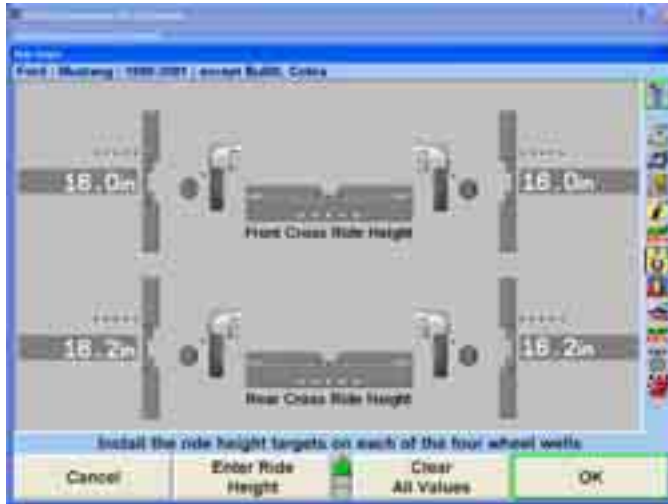 Ford : Mustang : 1999-2001 : except Bullitt, Cobra
16.0in
16.0in
Front Cross Ride Height
16.2in
16.2in
Rear Cross Ride Height
Install the ride height targets on each of the four wheel wells
Cancel
Enter Ride Height
Clear All Values
OK